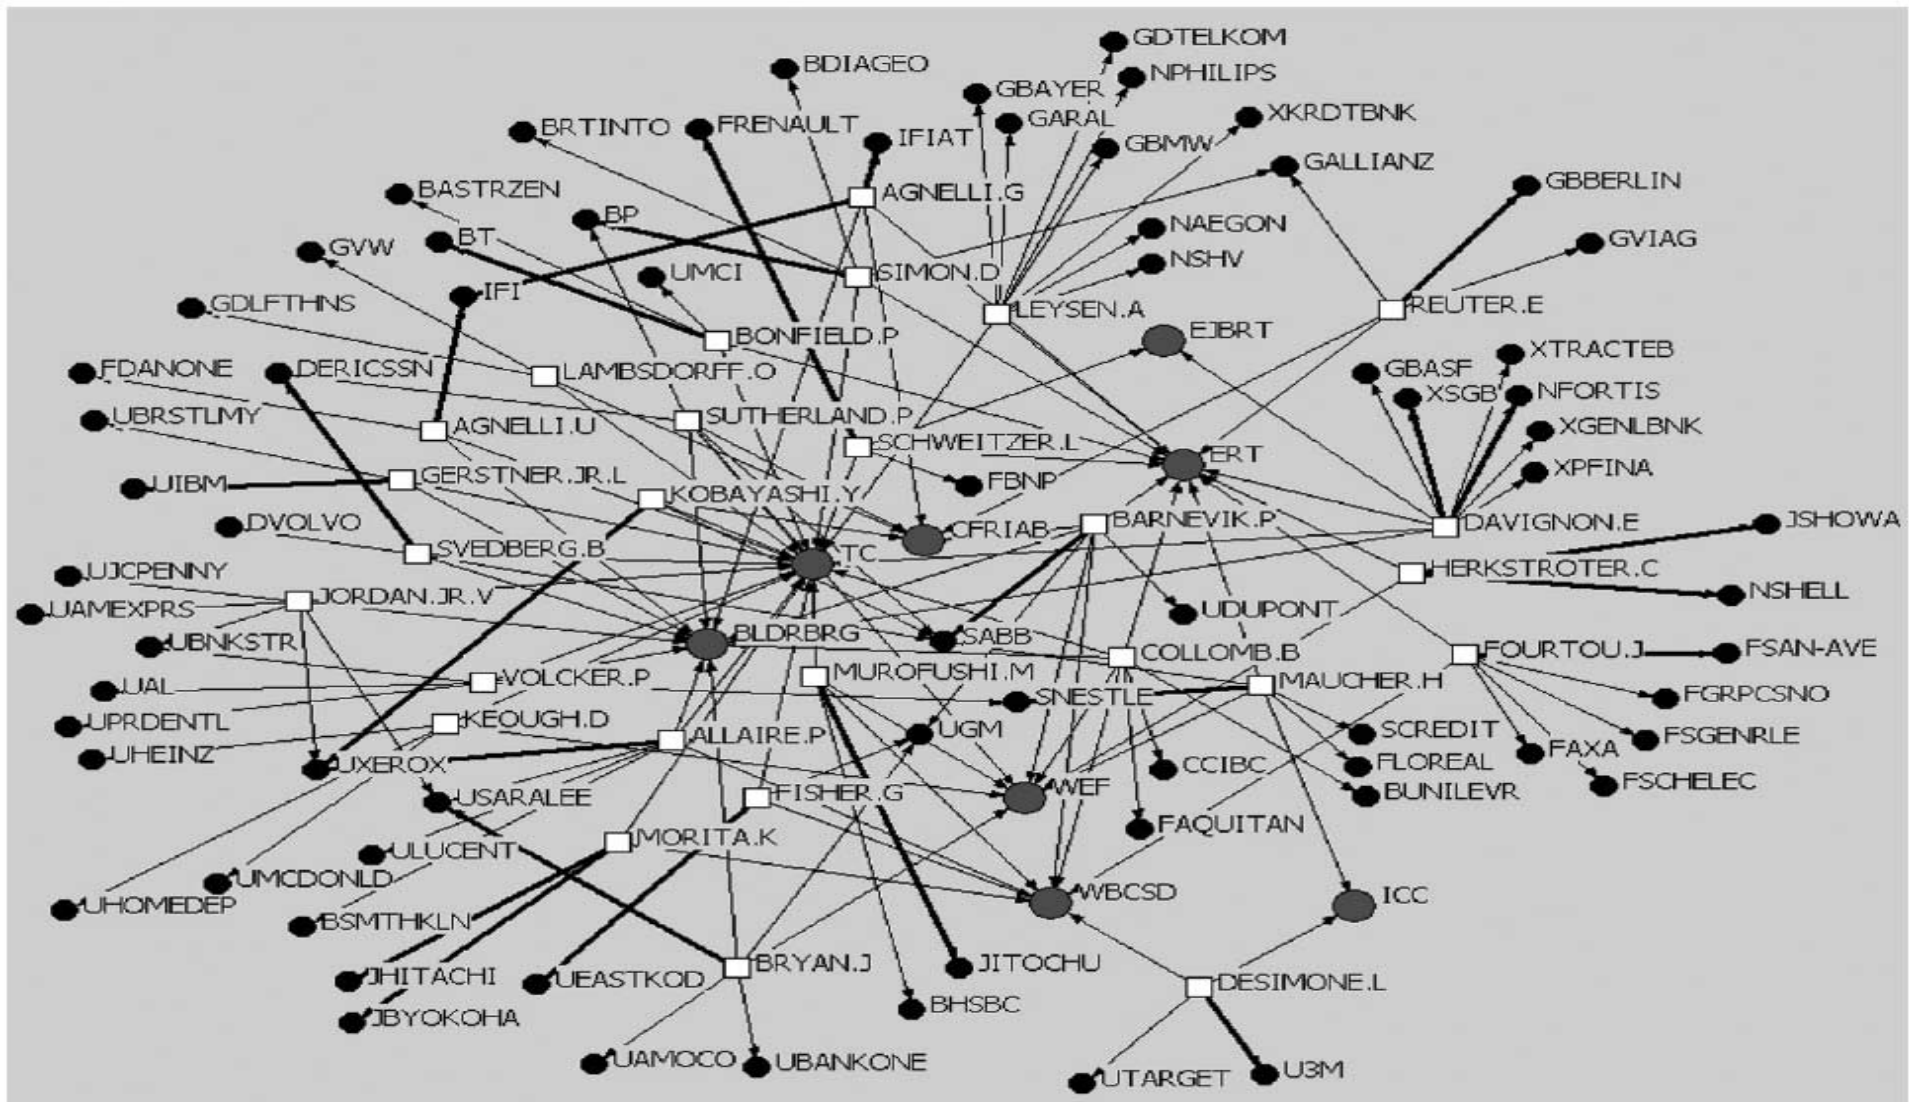 GDTELKOM
BDIAGEO
NPHILIPS
GBAYER
XKRDTBNK
GARAL
BRTINTO
FRENAULT
IFIAT
GBMW
GALLIANZ
GBBERLIN
BASTRZEN
AGNELLI.G
BP
NAEGON
GVIAG
BT
GVW
NSHV
UMCI
SIMON.D
IFI
GDLFTHNS
REUTER.E
LEYSEN.A
EJBRT
BONFIELD.P
XTRACTEB
FDANONE
DERICSSN
LAMBSDORFF.O
GBASF
XSGB
NFORTIS
UBRSTLMY
SUTHERLAND.P
AGNELLI.U
XGENLBNK
SCHWEITZER.L
ERT
XPFINA
GERSTNER.JR.L
UIBM
FBNP
KOBAYASHI.Y
DVOLVO
CFRIAB
BARNEVIK.P
DAVIGNON.E
JSHOWA
SVEDBERG.B
TC
UJCPENNY
HERKSTROTER.C
NSHELL
JORDAN.JR.V
UAMEXPRS
UDUPONT
UBNKSTR
BLDRBRG
SABB
COLLOMB.B
FOURTOU.J
FSAN-AVE
UAL
VOLCKER.P
MUROFUSHI.M
MAUCHER.H
SNESTLE
FGRPCSNO
UPRDENTL
KEOUGH.D
ALLAIRE.P
UGM
SCREDIT
FSGENRLE
UHEINZ
FAXA
UXEROX
CCIBC
FLOREAL
FSCHELEC
WEF
USARALEE
FISHER.G
BUNILEVR
FAQUITAN
MORITA.K
ULUCENT
UMCDONLD
WBCSD
ICC
UHOMEDEP
BSMTHKLN
BRYAN.J
JITOCHU
JHITACHI
UEASTKOD
DESIMONE.L
BHSBC
JBYOKOHA
UAMOCO
UBANKONE
UTARGET
U3M